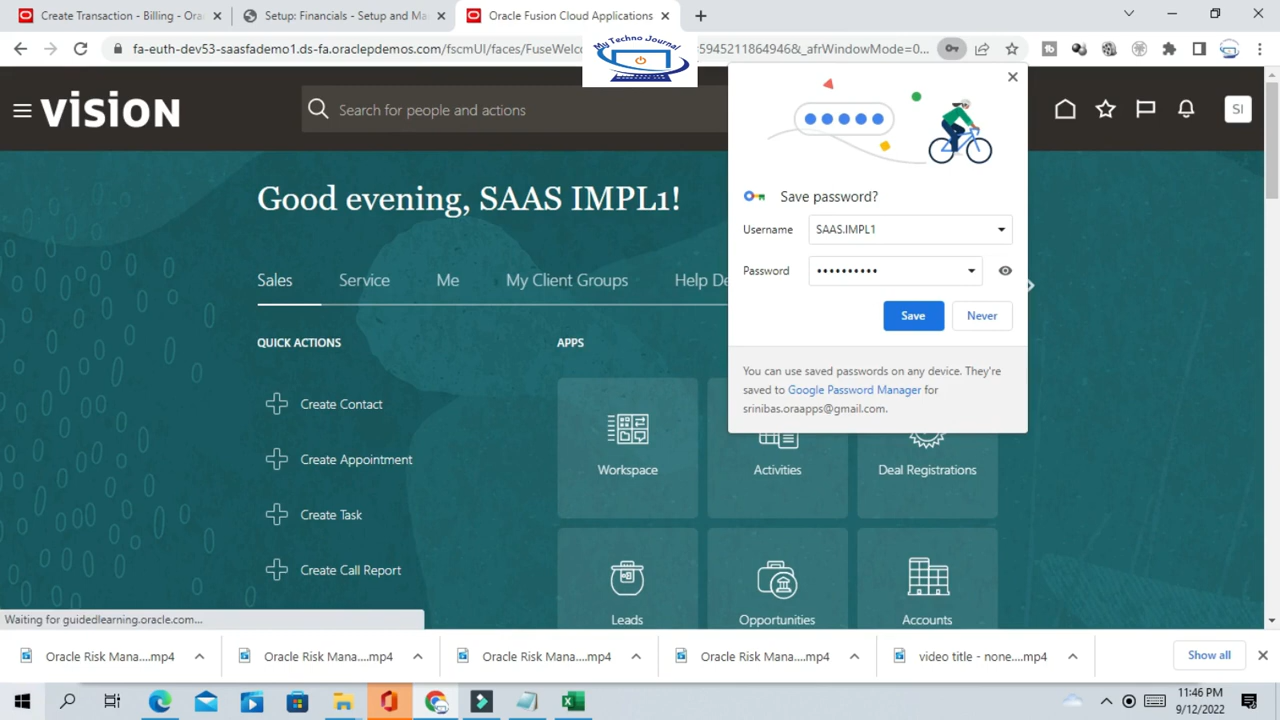 Create Transaction - Billing - Ora
Setup: Financials - Setup and Ma
Oracle Fusion Cloud Applications
fa-euth-dev53-saasfademo1.ds-fa.oraclepdemos.com/fscmUI/faces/FuseWelco
59452118649468&_afrWindowMode=0...
My Techno Journal
VISION
Search for people and actions
SI
Good evening, SAAS IMPL1!
Sales
Service
Me
My Client Groups
Help De
QUICK ACTIONS
Create Contact
Create Appointment
Create Task
Create Call Report
APPS
Workspace
Activities
Deal Registrations
Leads
Opportunities
Accounts
Save password?
Username
SAAS.IMPL1
Password
••••••••••
Save
Never
You can use saved passwords on any device. They're
saved to Google Password Manager for
srinibas.oraapps@gmail.com.
Waiting for guidedlearning.oracle.com...
Oracle Risk Mana....mp4
Oracle Risk Mana....mp4
Oracle Risk Mana....mp4
Oracle Risk Mana....mp4
video title - none....mp4
Show all
11:46 PM
9/12/2022